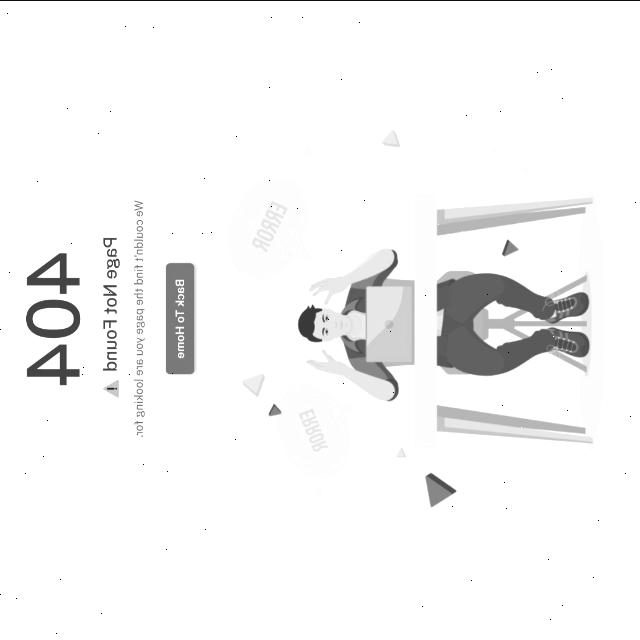 404
Page Not Found
We couldn't find the page you are looking for.
Back To Home
ERROR
ERROR